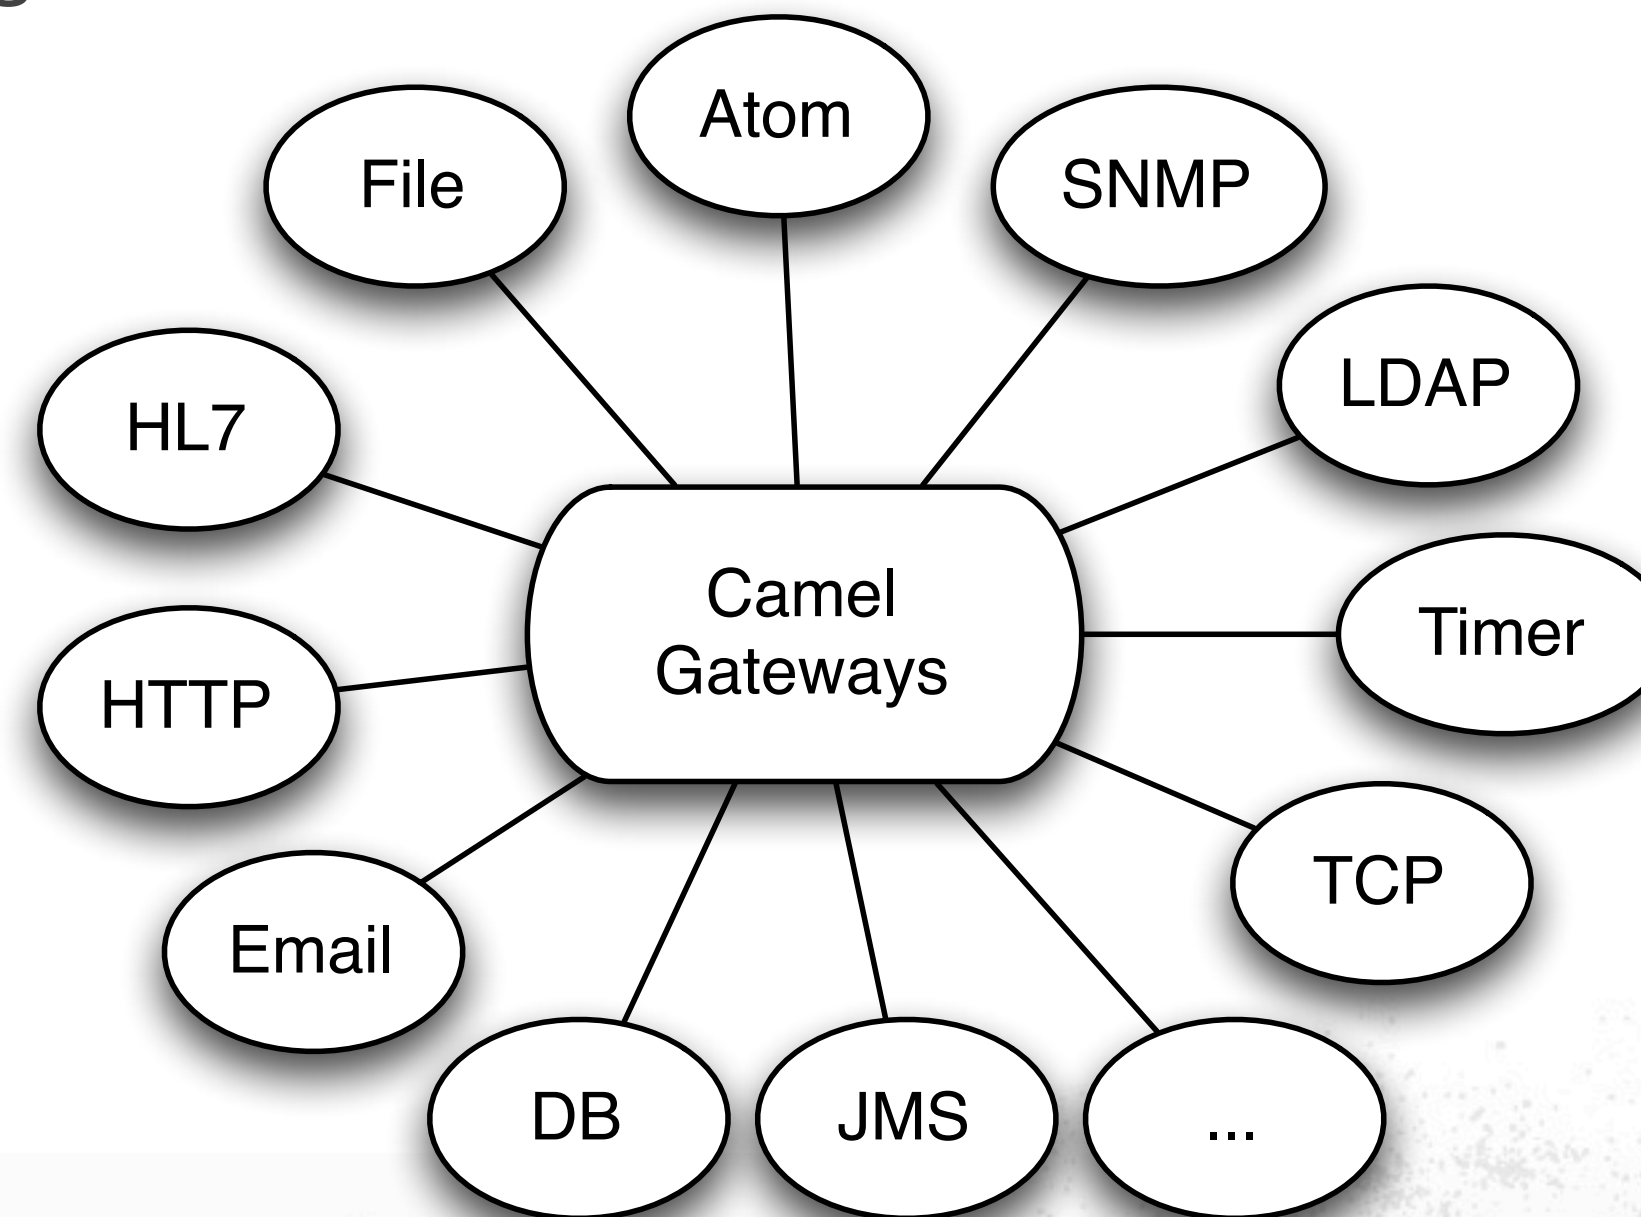 Atom
File
SNMP
LDAP
HL7
Camel
Gateways
Timer
HTTP
TCP
Email
DB
JMS
...